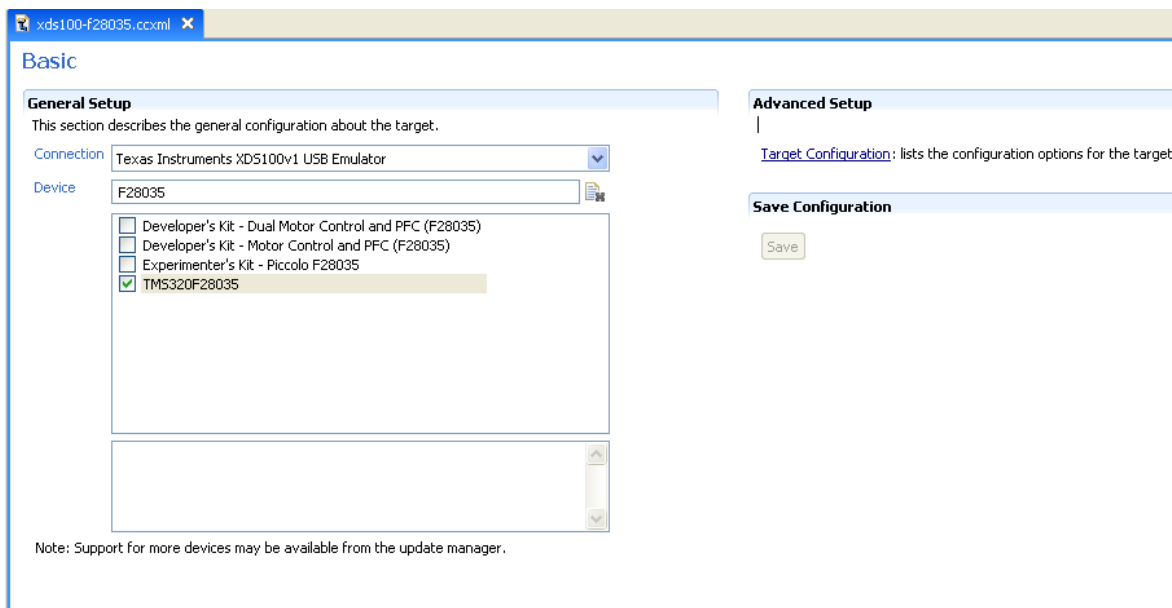 xds100-f28035.ccxml
Basic
General Setup
This section describes the general configuration about the target.
Connection
Texas Instruments XDS100v1 USB Emulator
Device
F28035
Developer's Kit - Dual Motor Control and PFC (F28035)
Developer's Kit - Motor Control and PFC (F28035)
Experimenter's Kit - Piccolo F28035
TMS320F28035
Note: Support for more devices may be available from the update manager.
Advanced Setup
Target Configuration: lists the configuration options for the target
Save Configuration
Save